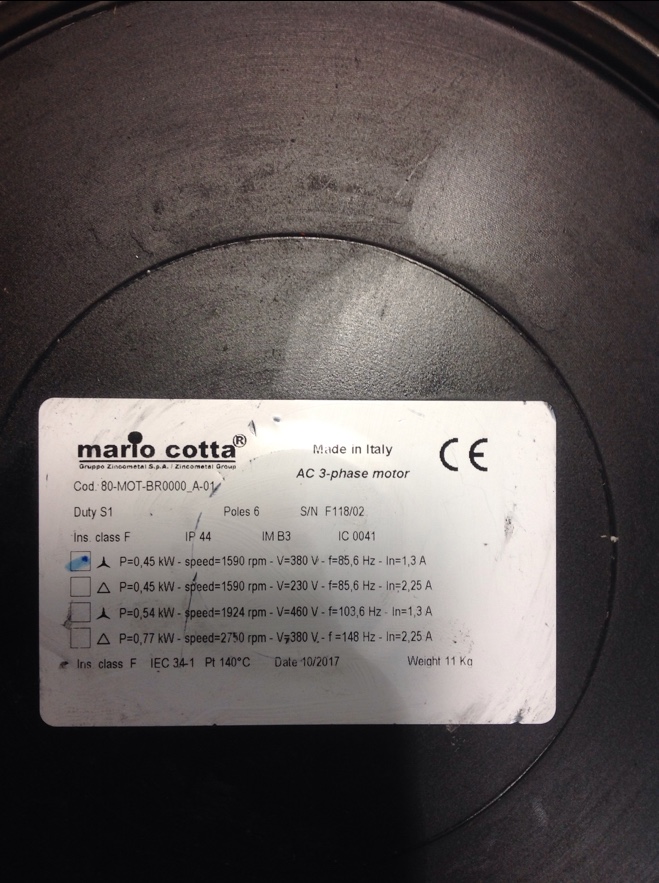 mario cotta®
Gruppo Zincometal S.p.A. / Zincometal Group
Made in Italy
CE
AC 3-phase motor
Cod. 80-MOT-BR0000_A-01
Duty S1 Poles 6 S/N F118/02
Ins. class F IP 44 IM B3 IC 0041
P=0,45 kW - speed=1590 rpm - V=380 V - f=85,6 Hz - In=1,3 A
△ P=0,45 kW - speed=1590 rpm - V=230 V - f=85,6 Hz - In=2,25 A
P=0,54 kW - speed=1924 rpm - V=460 V - f=103,6 Hz - In=1,3 A
△ P=0,77 kW - speed=2750 rpm - V=380 V - f =148 Hz - In=2,25 A
Ins. class F IEC 34-1 Pt 140°C Date 10/2017 Weight 11 Kg